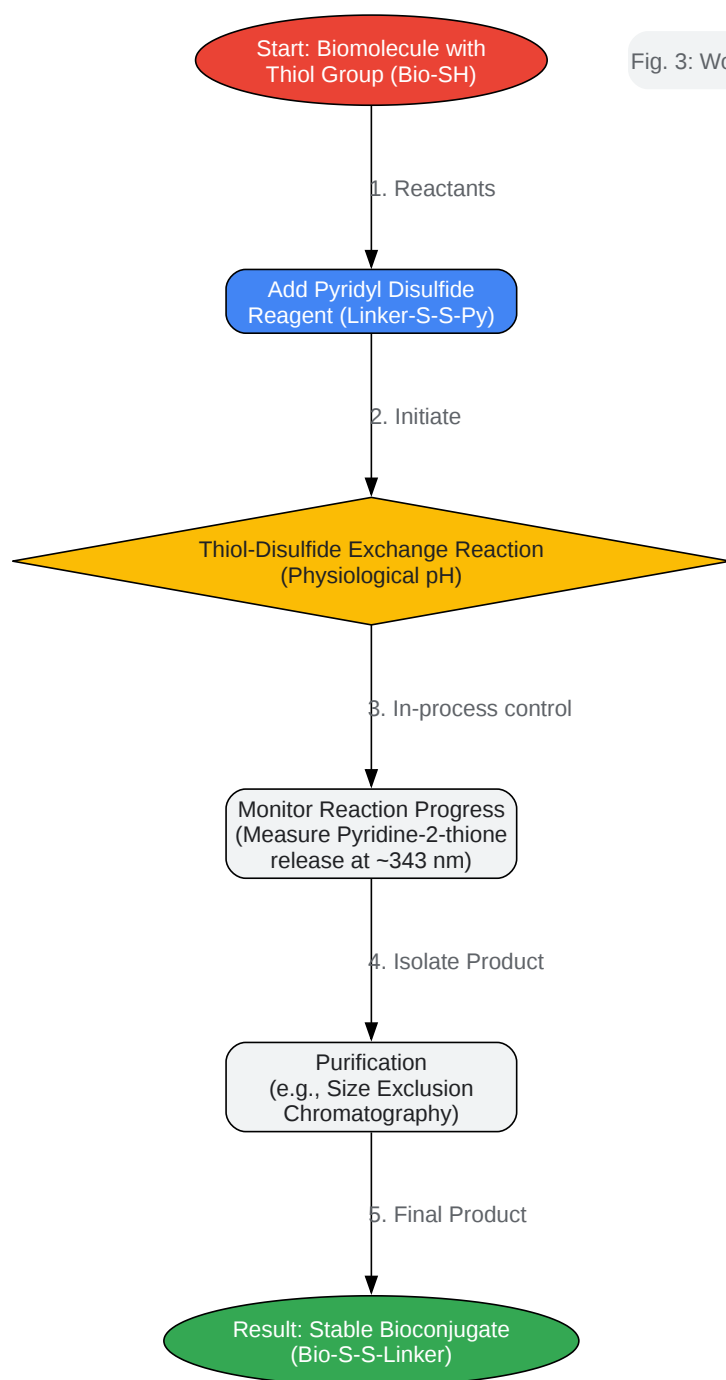 Start: Biomolecule with
Thiol Group (Bio-SH)
Fig. 3: Wo
1. Reactants
Add Pyridyl Disulfide
Reagent (Linker-S-S-Py)
2. Initiate
Thiol-Disulfide Exchange Reaction
(Physiological pH)
3. In-process control
Monitor Reaction Progress
(Measure Pyridine-2-thione
release at ~343 nm)
4. Isolate Product
Purification
(e.g., Size Exclusion
Chromatography)
5. Final Product
Result: Stable Bioconjugate
(Bio-S-S-Linker)